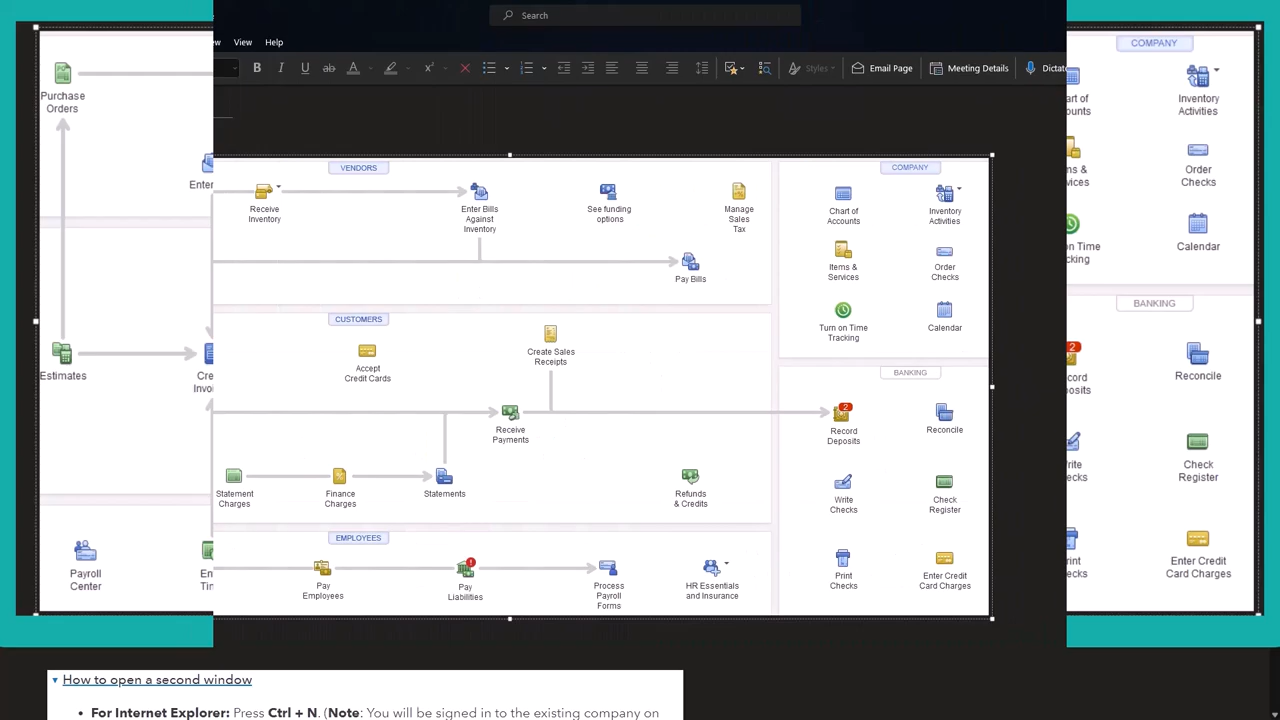 Search
View
Help
B
I
U
ab
A
Styles
Email Page
Meeting Details
COMPANY
Purchase
Orders
Enter
VENDORS
Receive
Inventory
Enter Bills
Against
Inventory
See funding
options
Manage
Sales
Tax
Pay Bills
COMPANY
Chart of
Accounts
Inventory
Activities
Items &
Services
Order
Checks
Turn on Time
Tracking
Calendar
Inventory
Activities
Order
Checks
Calendar
Estimates
CUSTOMERS
Accept
Credit Cards
Create Sales
Receipts
Receive
Payments
Statement
Charges
Finance
Charges
Statements
Refunds
& Credits
BANKING
2
Record
Deposits
Reconcile
Write
Checks
Check
Register
Print
Checks
Enter Credit
Card Charges
BANKING
2
Reconcile
Check
Register
Enter Credit
Card Charges
Payroll
Center
EMPLOYEES
Pay
Employees
Pay
Liabilities
Process
Payroll
Forms
HR Essentials
and Insurance
How to open a second window
• For Internet Explorer: Press Ctrl + N. (Note: You will be signed in to the existing company on